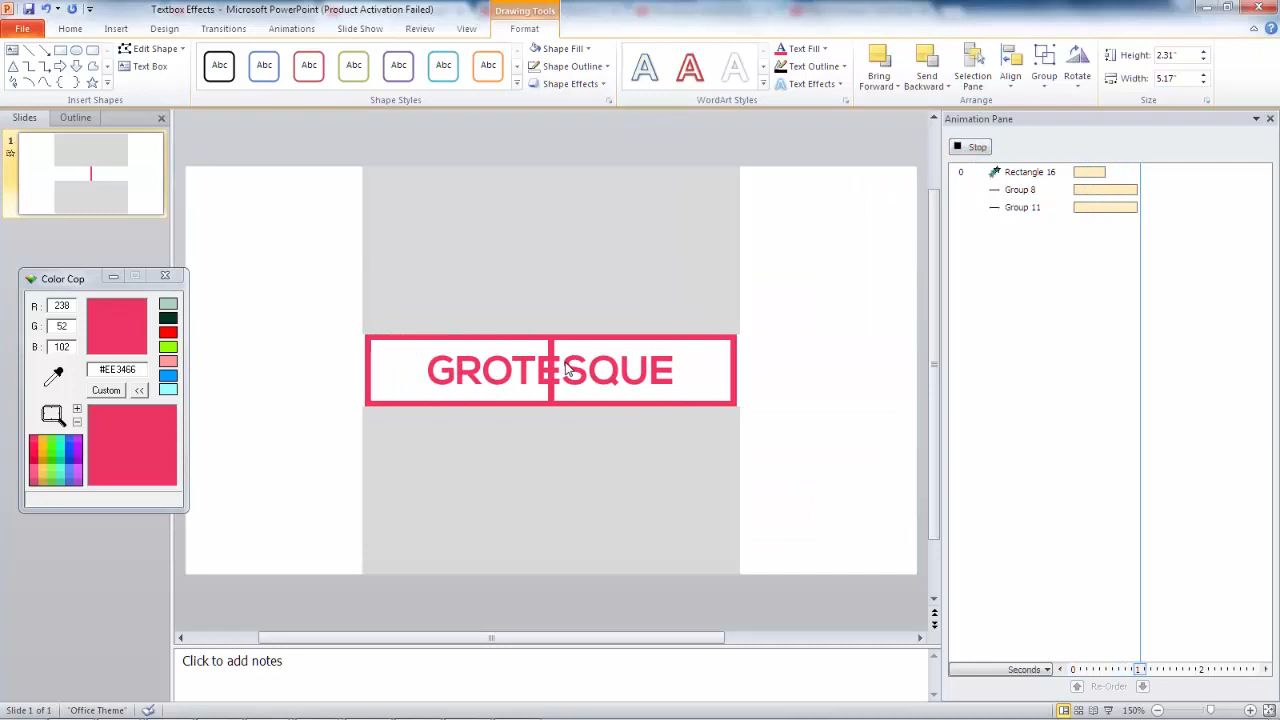 Textbox Effects - Microsoft PowerPoint (Product Activation Failed)
Drawing Tools
File Home Insert Design Transitions Animations Slide Show Review View Format
Edit Shape
Text Box
Insert Shapes
Abc Abc Abc Abc Abc Abc Abc
Shape Styles
Shape Fill
Shape Outline
Shape Effects
A A A
WordArt Styles
Text Fill
Text Outline
Text Effects
Bring Forward
Send Backward
Selection Pane
Align
Group
Rotate
Arrange
Height: 2.31"
Width: 5.17"
Size
Slides Outline
1
Color Cop
R: 238
G: 52
B: 102
#EE3466
Custom <<
GROTESQUE
Animation Pane
Stop
0 Rectangle 16
Group 8
Group 11
Seconds 0 1 2
Re-Order
Click to add notes
Slide 1 of 1 "Office Theme" 150%